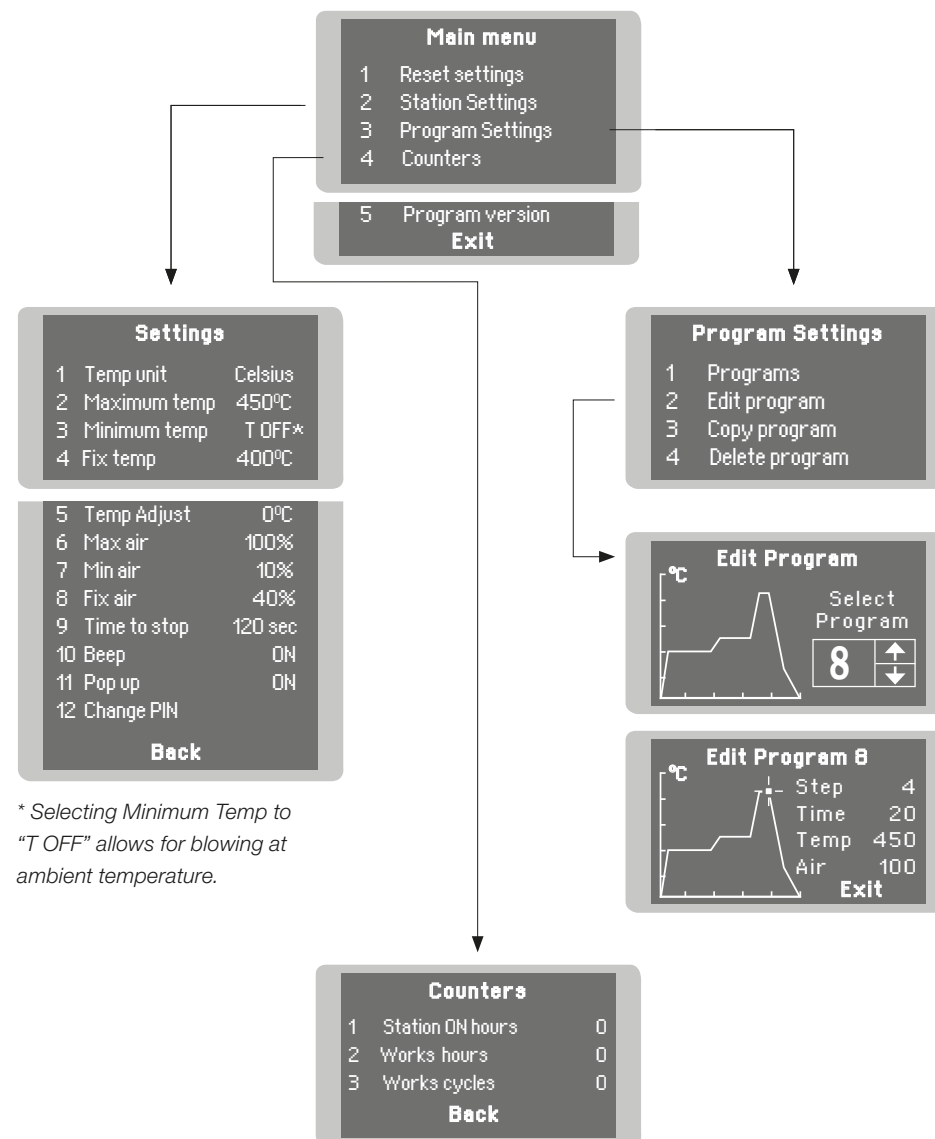 Main menu
1 Reset settings
2 Station Settings
3 Program Settings
4 Counters
5 Program version
Exit
Settings
1 Temp unit Celsius
2 Maximum temp 450ºC
3 Minimum temp T OFF*
4 Fix temp 400ºC
5 Temp Adjust 0ºC
6 Max air 100%
7 Min air 10%
8 Fix air 40%
9 Time to stop 120 sec
10 Beep ON
11 Pop up ON
12 Change PIN
Back
* Selecting Minimum Temp to
“T OFF” allows for blowing at
ambient temperature.
Program Settings
1 Programs
2 Edit program
3 Copy program
4 Delete program
Edit Program
ºC
Select
Program
8
Edit Program 8
ºC
Step 4
Time 20
Temp 450
Air 100
Exit
Counters
1 Station ON hours 0
2 Works hours 0
3 Works cycles 0
Back